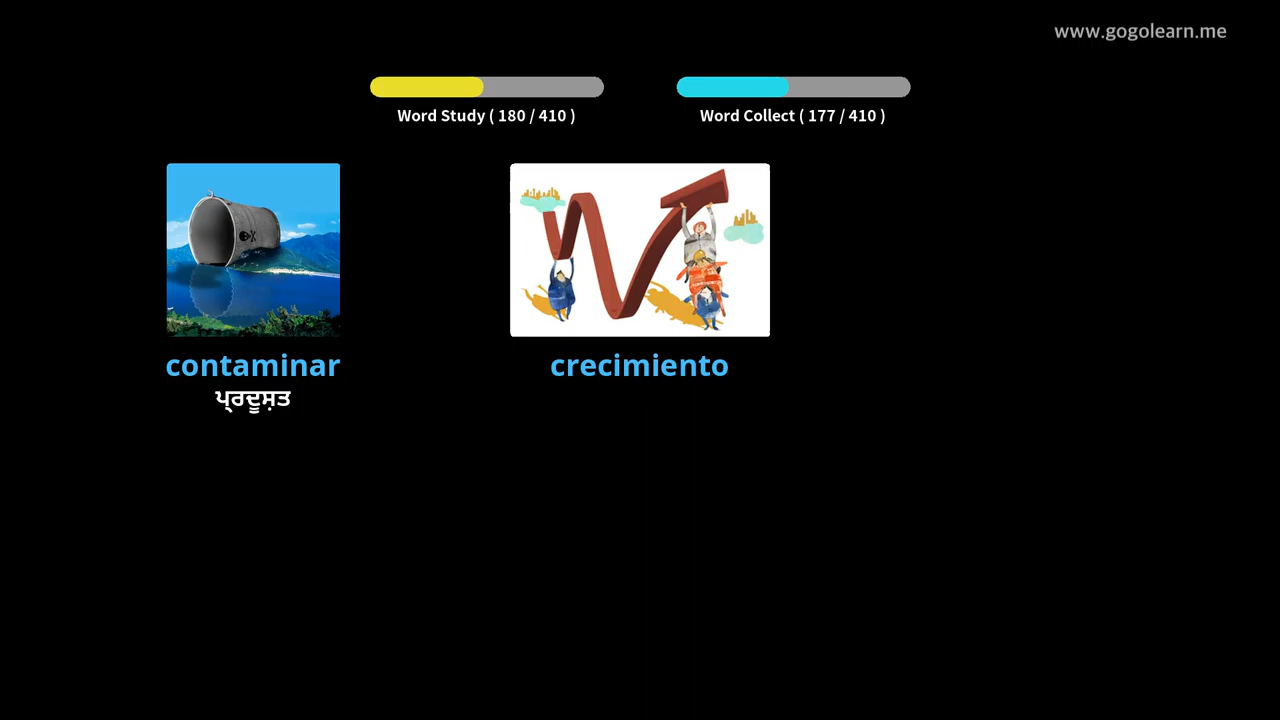 www.gogolearn.me
Word Study ( 180 / 410 )
Word Collect ( 177 / 410 )
contaminar
ਪ੍ਰਦੂਸ਼ਤ
crecimiento